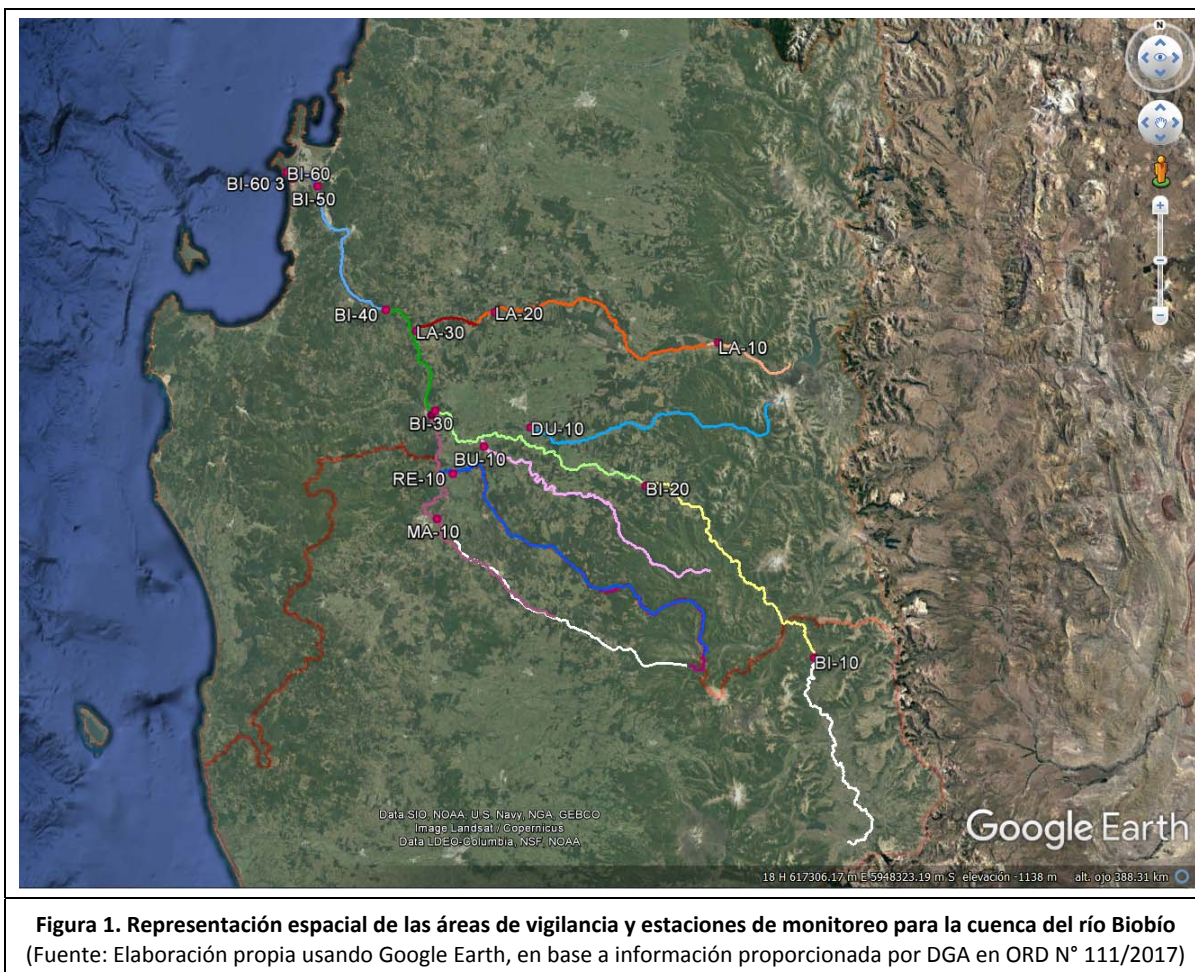 N
BI-60 3
BI-60
BI-50
BI-40
LA-30
LA-20
LA-10
BI-30
DU-10
BU-10
RE-10
BI-20
MA-10
BI-10
Data SIO, NOAA, U.S. Navy, NGA, GEBCO
Image Landsat / Copernicus
Data LDEO-Columbia, NSF, NOAA
Google Earth
18 H 617306.17 m E 5948323.19 m S elevación -1138 m alt. ojo 388.31 km
Figura 1. Representación espacial de las áreas de vigilancia y estaciones de monitoreo para la cuenca del río Biobío
(Fuente: Elaboración propia usando Google Earth, en base a información proporcionada por DGA en ORD N° 111/2017)